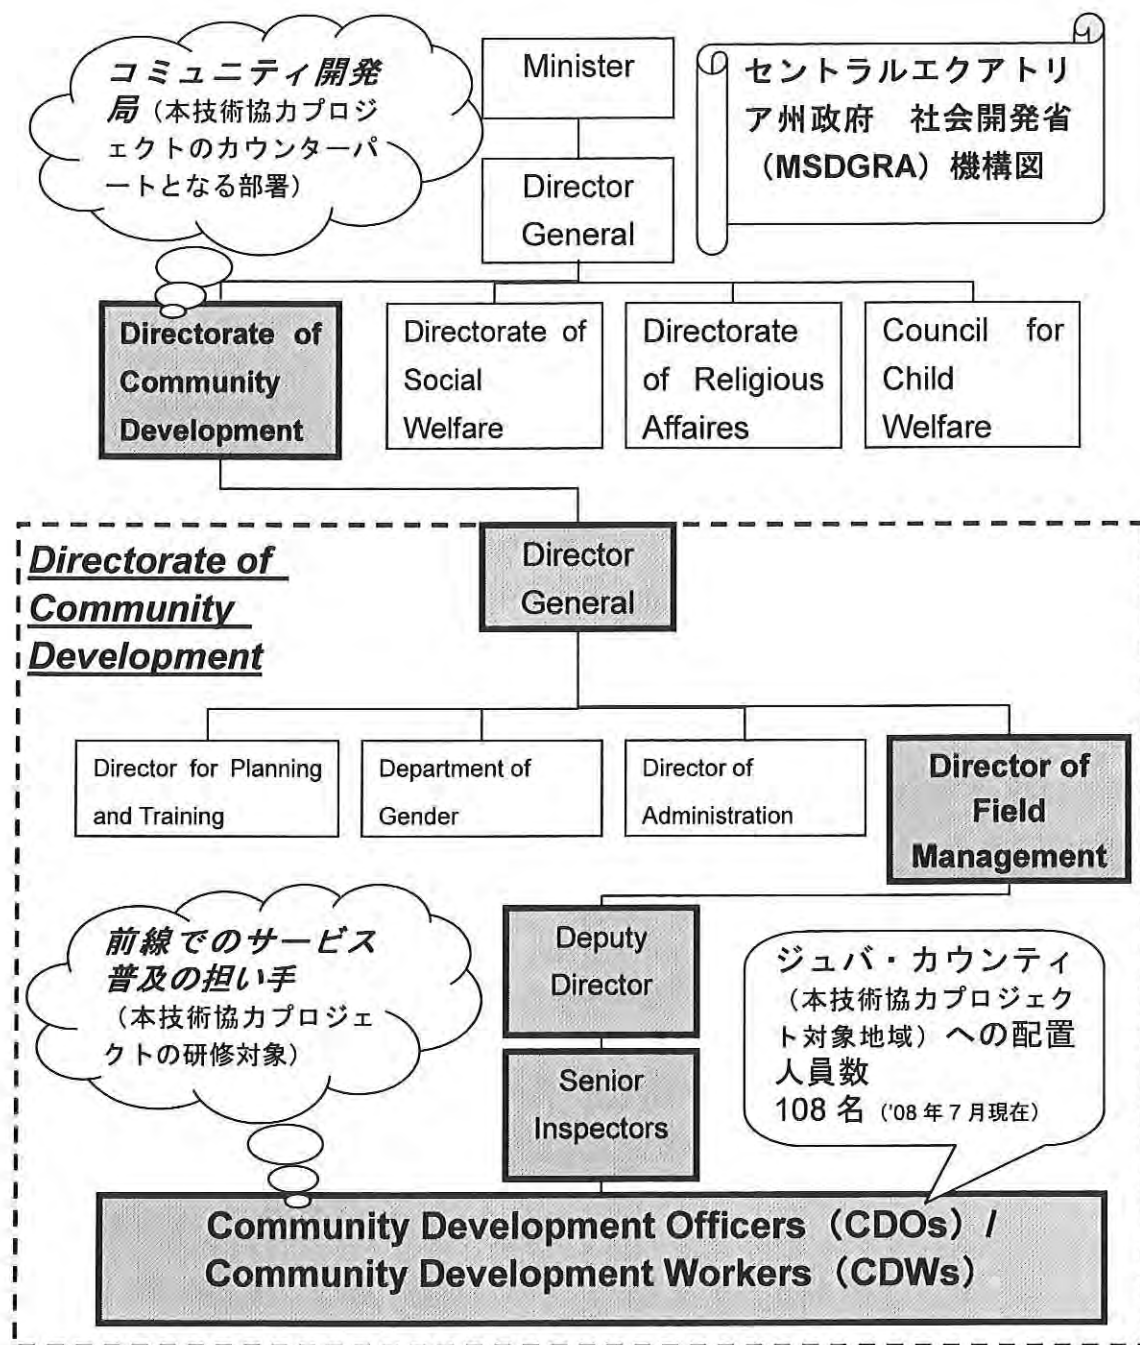 コミュニティ開発
局（本技術協力プロジ
ェクトのカウンターパ
ートとなる部署）
Minister
Director
General
セントラルエクアトリ
ア州政府　社会開発省
（MSDGRA）機構図
Directorate of
Community
Development
Directorate of
Social
Welfare
Directorate
of Religious
Affaires
Council for
Child
Welfare
Directorate of
Community
Development
Director
General
Director for Planning
and Training
Department of
Gender
Director of
Administration
Director of
Field
Management
前線でのサービス
普及の担い手
（本技術協力プロジェ
クトの研修対象）
Deputy
Director
Senior
Inspectors
ジュバ・カウンティ
（本技術協力プロジェク
ト対象地域）への配置
人員数
108 名（'08 年 7 月現在）
Community Development Officers（CDOs）/
Community Development Workers（CDWs）